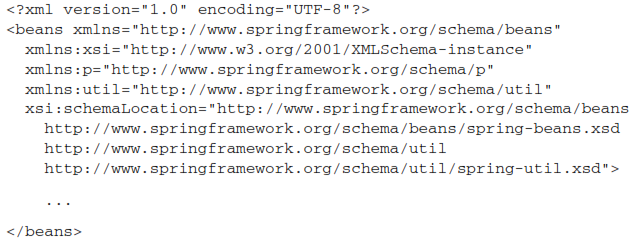 <?xml version="1.0" encoding="UTF-8"?>
<beans xmlns="http://www.springframework.org/schema/beans"
xmlns:xsi="http://www.w3.org/2001/XMLSchema-instance"
xmlns:p="http://www.springframework.org/schema/p"
xmlns:util="http://www.springframework.org/schema/util"
xsi:schemaLocation="http://www.springframework.org/schema/beans
http://www.springframework.org/schema/beans/spring-beans.xsd
http://www.springframework.org/schema/util
http://www.springframework.org/schema/util/spring-util.xsd">
...
</beans>